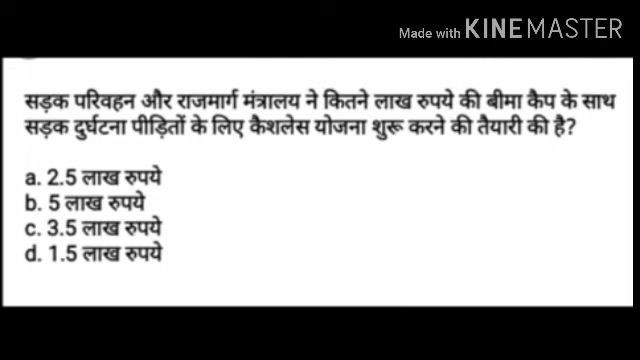 Made with KINEMASTER
सड़क परिवहन और राजमार्ग मंत्रालय ने कितने लाख रुपये की बीमा कैप के साथ
सड़क दुर्घटना पीड़ितों के लिए कैशलेस योजना शुरू करने की तैयारी की है?
a. 2.5 लाख रुपये
b. 5 लाख रुपये
c. 3.5 लाख रुपये
d. 1.5 लाख रुपये